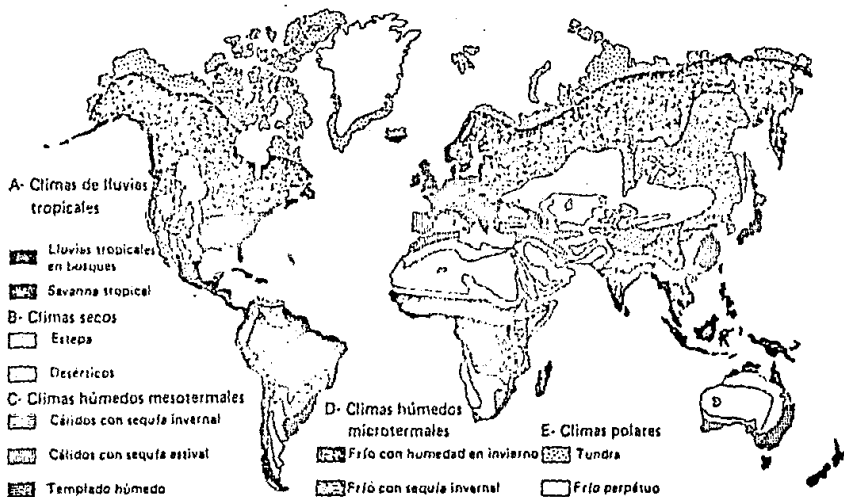 A- Climas de lluvias
tropicales
Lluvias tropicales
en bosques
Savanna tropical
B- Climas secos
Estepa
Desérticos
C- Climas húmedos mesotermales
Cálidos con sequía invernal
Cálidos con sequía estival
Templado húmedo
D- Climas húmedos
microtermales
Frío con humedad en invierno
Frío con sequía invernal
E- Climas polares
Tundra
Frío perpétuo
D